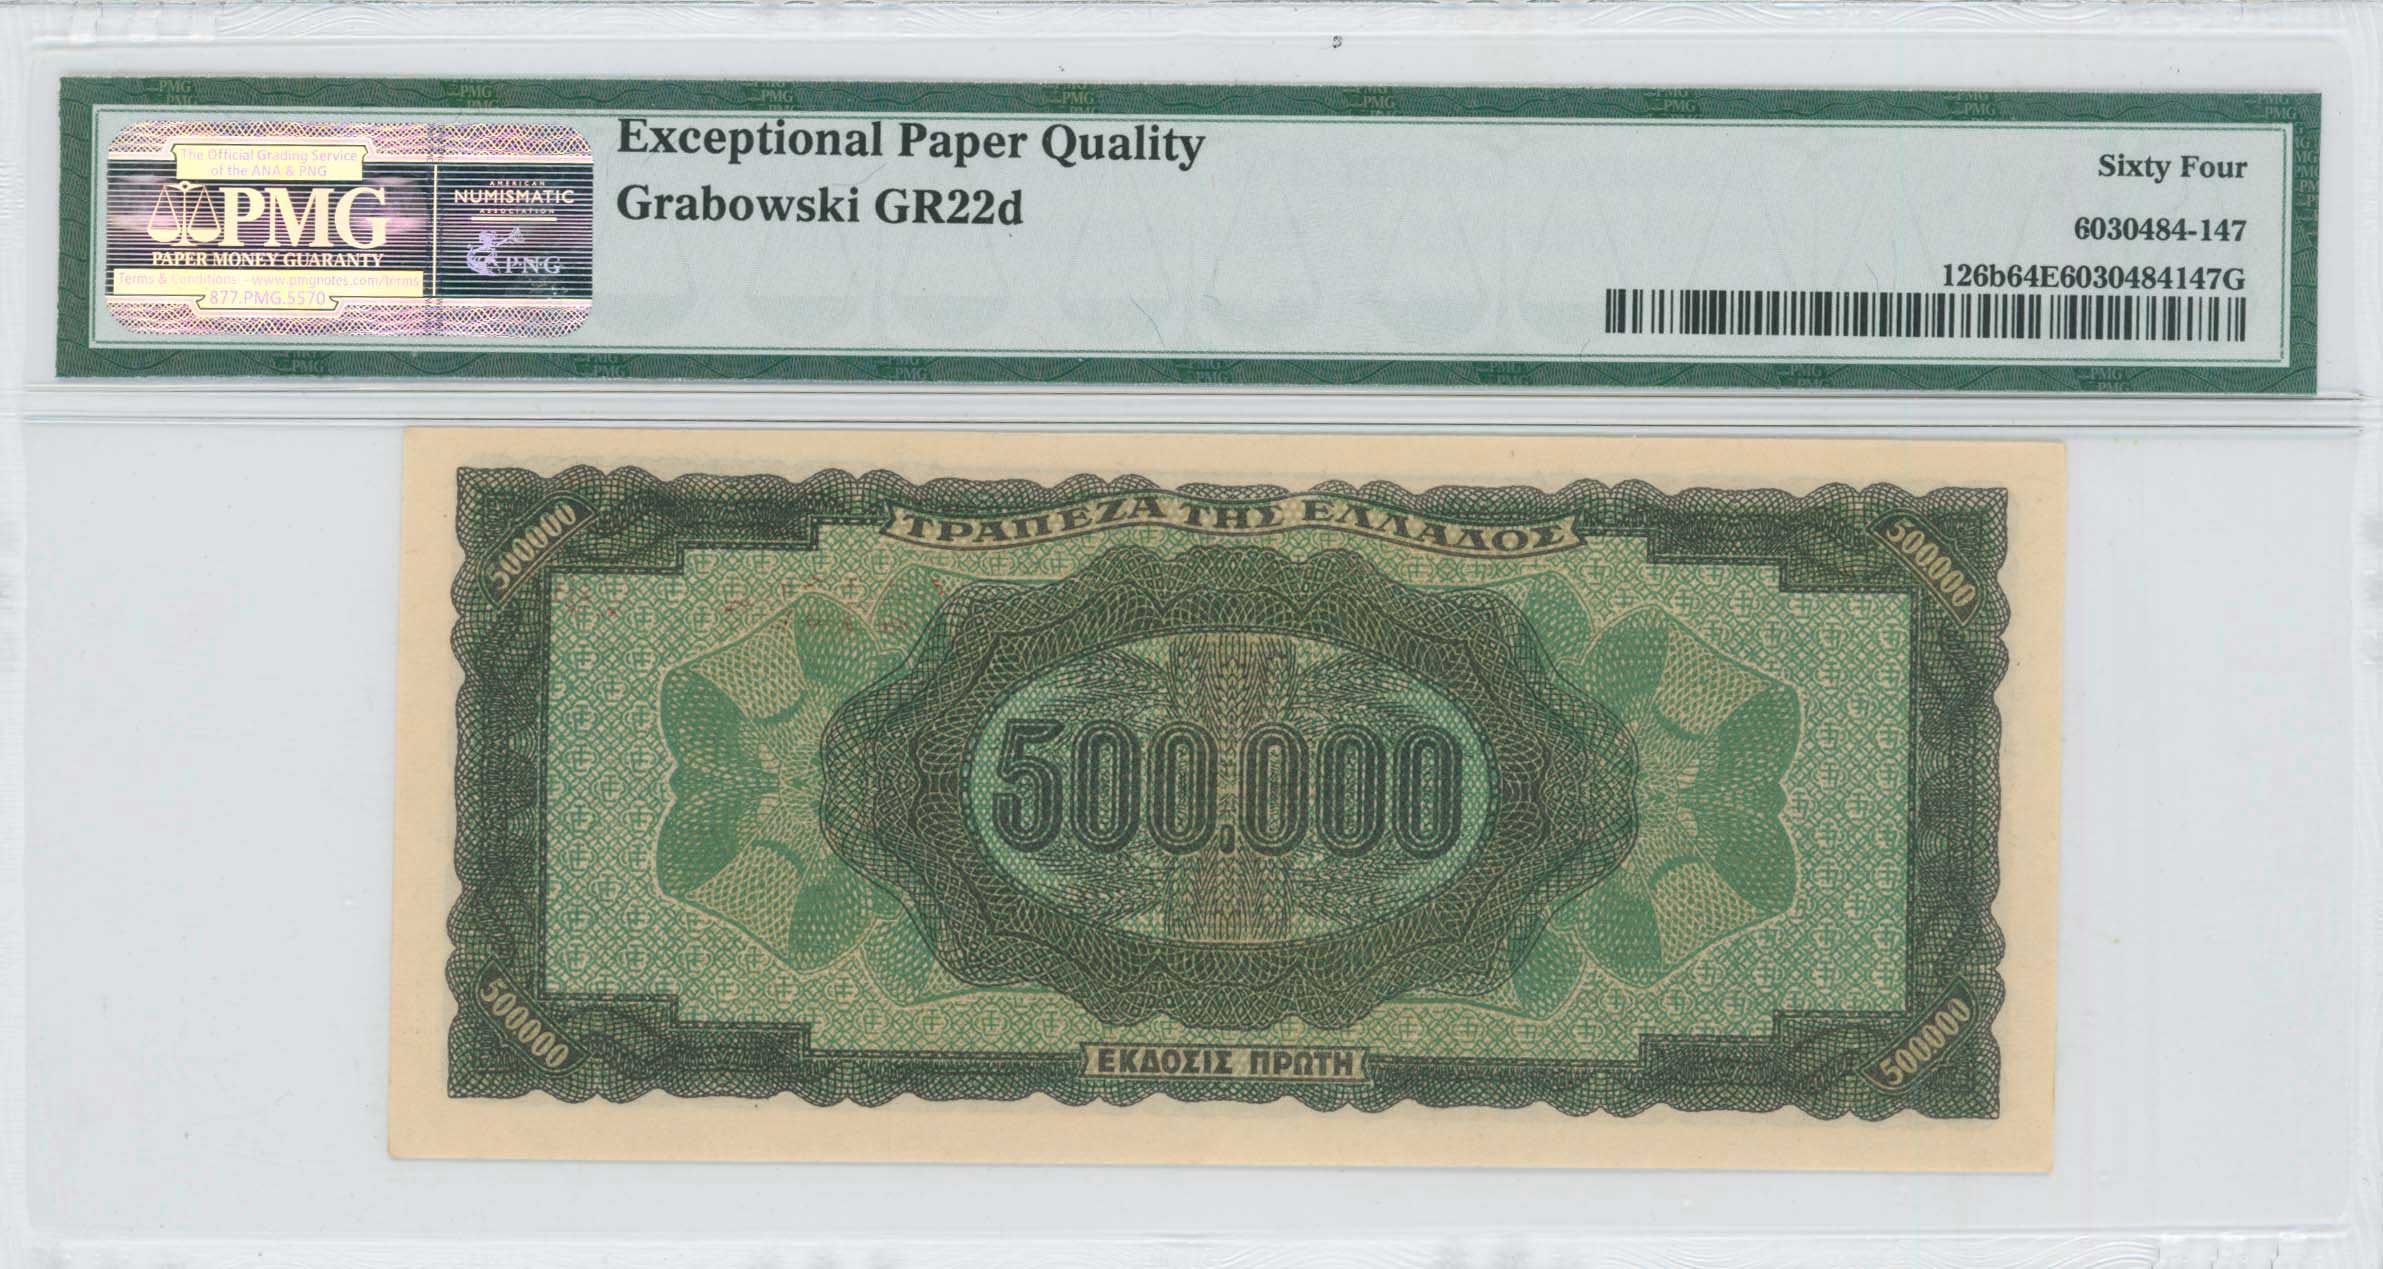 The Official Grading Service
of the ANA & PNG
PMG
PAPER MONEY GUARANTY
Terms & Conditions - www.pmgnotes.com/terms
877.PMG.5570
AMERICAN
NUMISMATIC
ASSOCIATION
PNG
Exceptional Paper Quality
Grabowski GR22d
Sixty Four
6030484-147
126b64E6030484147G
ΤΡΑΠΕΖΑ ΤΗΣ ΕΛΛΑΔΟΣ
500000
500000
500.000
500000
500.000
ΕΚΔΟΣΙΣ ΠΡΩΤΗ